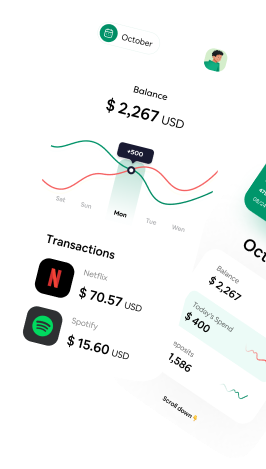 October
Balance
$ 2,267 USD
+500
Sat Sun Mon Tue Wen
Transactions
Netflix
$ 70.57 USD
Spotify
$ 15.60 USD
Oct
Balance
$ 2,267
Today's Spend
$ 400
eposits
1,586
Scroll down